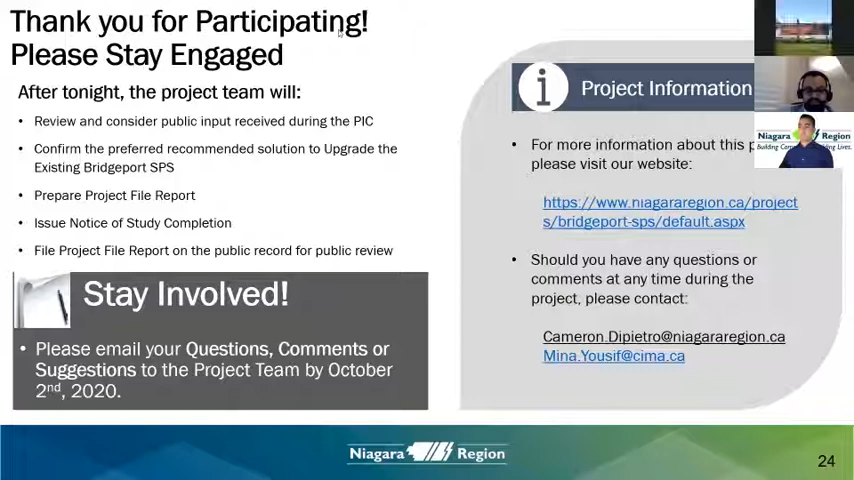 Thank you for Participating!
Please Stay Engaged
After tonight, the project team will:
• Review and consider public input received during the PIC
• Confirm the preferred recommended solution to Upgrade the
Existing Bridgeport SPS
• Prepare Project File Report
• Issue Notice of Study Completion
• File Project File Report on the public record for public review
Stay Involved!
• Please email your Questions, Comments or
Suggestions to the Project Team by October
2nd, 2020.
Project Information
• For more information about this p
please visit our website:
https://www.niagararegion.ca/project
s/bridgeport-sps/default.aspx
• Should you have any questions or
comments at any time during the
project, please contact:
Cameron.Dipietro@niagararegion.ca
Mina.Yousif@cima.ca
Niagara Region
Niagara Region
24